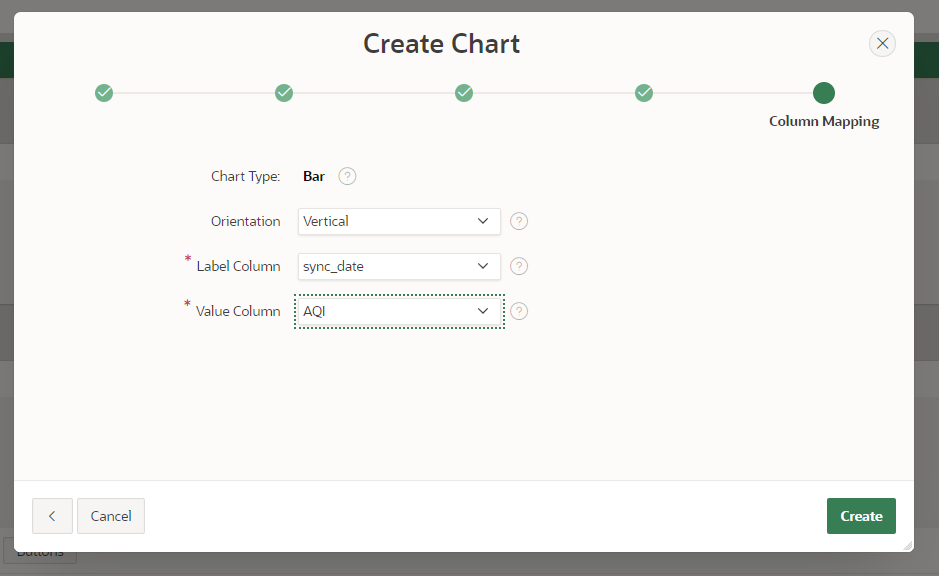 Create Chart
Column Mapping
Chart Type: Bar ?
Orientation Vertical ?
* Label Column sync_date ?
* Value Column AQI ?
Cancel
Create
Buttons